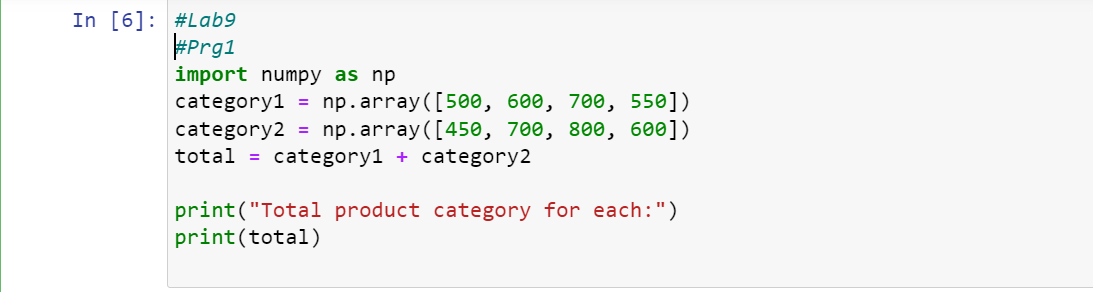 In [6]: #Lab9
#Prg1
import numpy as np
category1 = np.array([500, 600, 700, 550])
category2 = np.array([450, 700, 800, 600])
total = category1 + category2
print("Total product category for each:")
print(total)